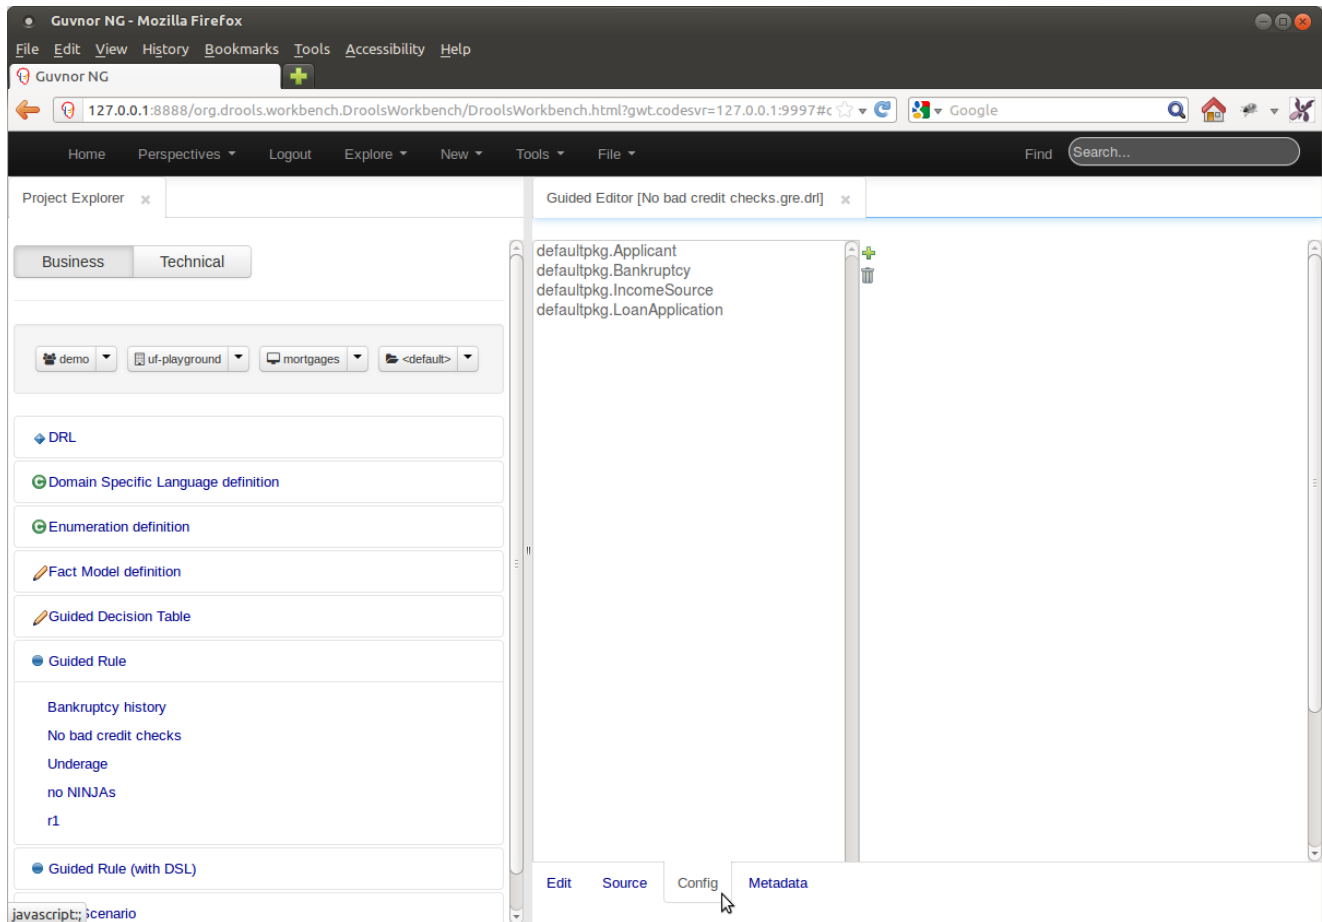 Guvnor NG - Mozilla Firefox
File Edit View History Bookmarks Tools Accessibility Help
Guvnor NG
127.0.0.1:8888/org.drools.workbench.DroolsWorkbench/DroolsWorkbench.html?gwt.codesvr=127.0.0.1:9997#c Google
Home Perspectives Logout Explore New Tools File Find Search...
Project Explorer Guided Editor [No bad credit checks.gre.drl]
Business Technical
defaultpkg.Applicant
defaultpkg.Bankruptcy
defaultpkg.IncomeSource
defaultpkg.LoanApplication
demo uf-playground mortgages <default>
DRL
Domain Specific Language definition
Enumeration definition
Fact Model definition
Guided Decision Table
Guided Rule
Bankruptcy history
No bad credit checks
Underage
no NINJAs
r1
Guided Rule (with DSL)
Edit Source Config Metadata
javascript:; Scenario